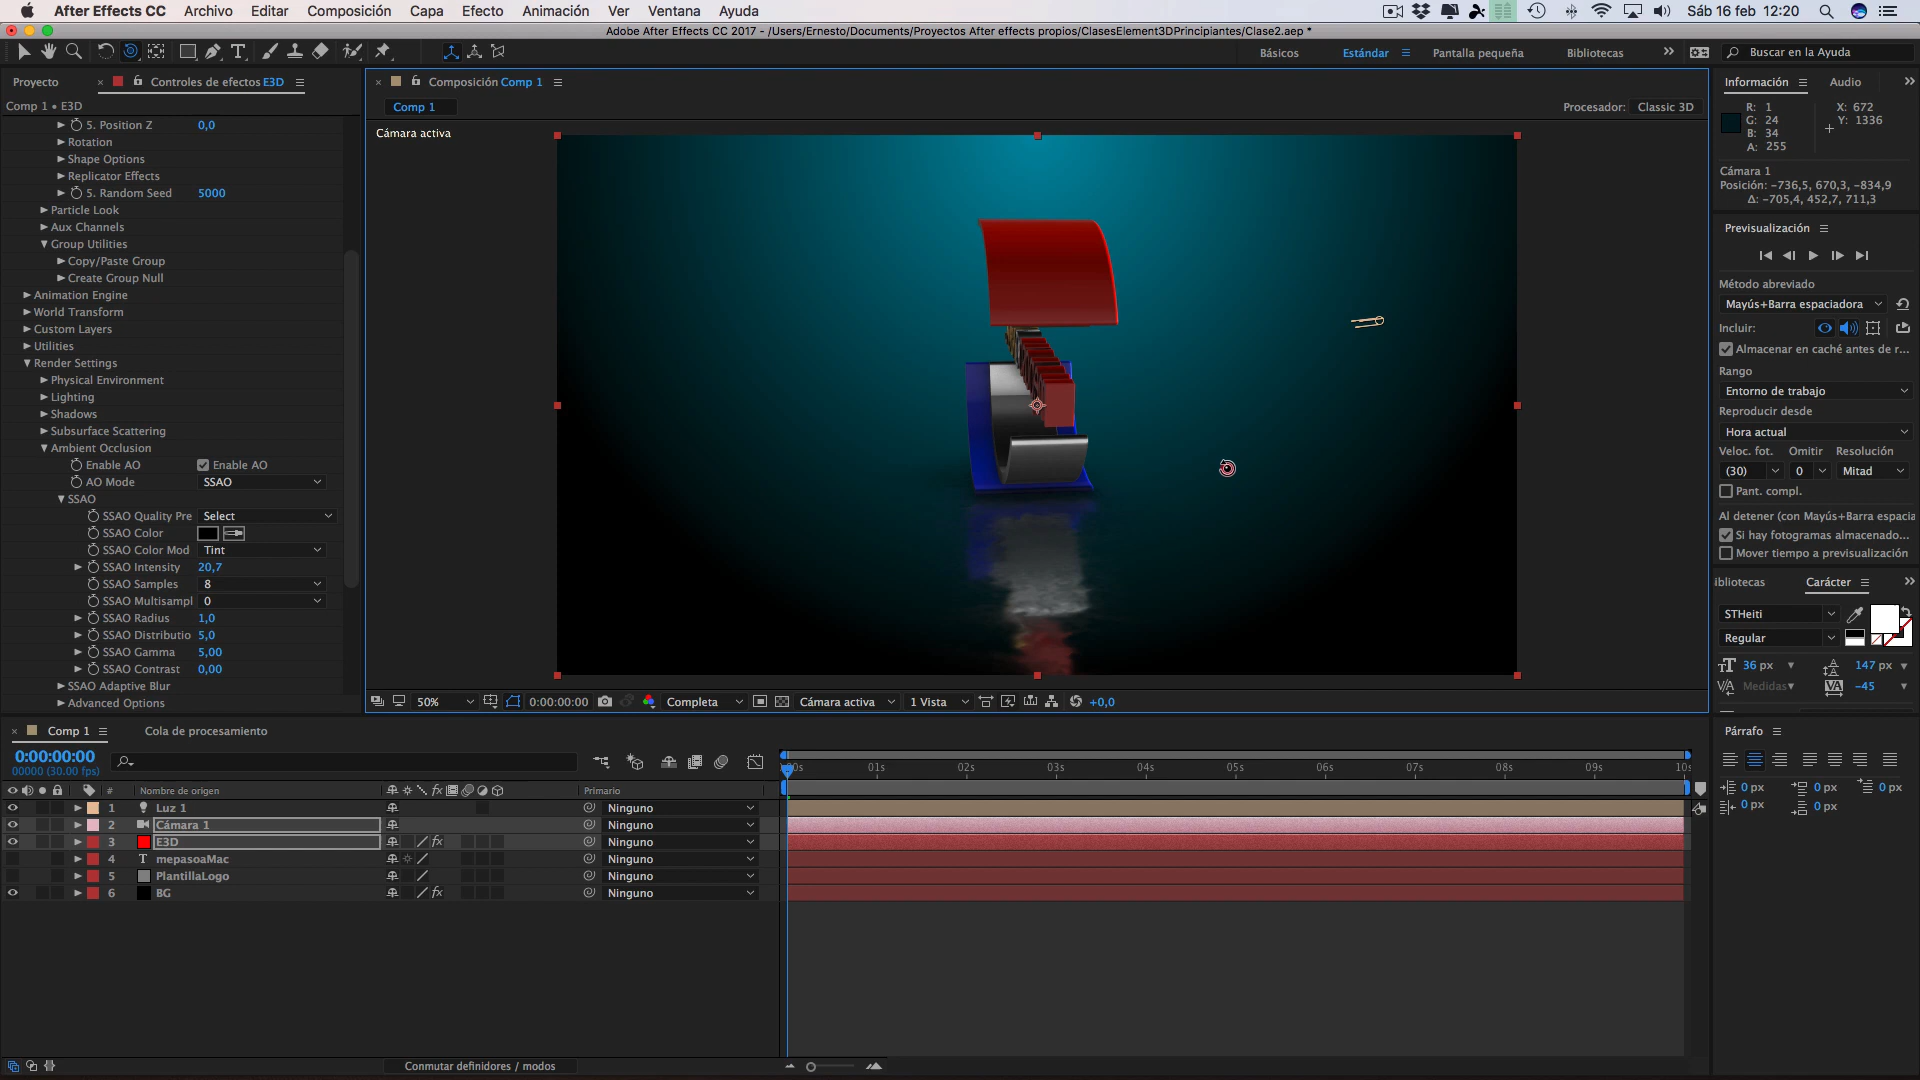 After Effects CC Archivo Editar Composición Capa Efecto Animación Ver Ventana Ayuda Sáb 16 feb 12:20
Adobe After Effects CC 2017 - /Users/Ernesto/Documents/Proyectos After effects propios/ClasesElement3DPrincipiantes/Clase2.aep *
Básicos Estándar Pantalla pequeña Bibliotecas Buscar en la Ayuda
Proyecto Controles de efectos E3D
Comp 1 • E3D
5. Position Z 0,0
Rotation
Shape Options
Replicator Effects
5. Random Seed 5000
Particle Look
Aux Channels
Group Utilities
Copy/Paste Group
Create Group Null
Animation Engine
World Transform
Custom Layers
Utilities
Render Settings
Physical Environment
Lighting
Shadows
Subsurface Scattering
Ambient Occlusion
Enable AO Enable AO
AO Mode SSAO
SSAO
SSAO Quality Pre Select
SSAO Color
SSAO Color Mod Tint
SSAO Intensity 20,7
SSAO Samples 8
SSAO Multisampl 0
SSAO Radius 1,0
SSAO Distributio 5,0
SSAO Gamma 5,00
SSAO Contrast 0,00
SSAO Adaptive Blur
Advanced Options
Composición Comp 1
Comp 1 Procesador: Classic 3D
Cámara activa
50% 0:00:00:00 Completa Cámara activa 1 Vista +0,0
Información Audio
R: 1 X: 672
G: 24 Y: 1336
B: 34
A: 255
Cámara 1
Posición: -736,5, 670,3, -834,9
Δ: -705,4, 452,7, 711,3
Previsualización
Método abreviado
Mayús+Barra espaciadora
Incluir:
Almacenar en caché antes de r...
Rango
Entorno de trabajo
Reproducir desde
Hora actual
Veloc. fot. Omitir Resolución
(30) 0 Mitad
Pant. compl.
Al detener (con Mayús+Barra espacia
Si hay fotogramas almacenado...
Mover tiempo a previsualización
ibliotecas Carácter
STHeiti
Regular
36 px 147 px
Medidas -45
Párrafo
0 px 0 px 0 px
0 px 0 px
Comp 1 Cola de procesamiento
0:00:00:00
00000 (30.00 fps)
# Nombre de origen Primario
01s 02s 03s 04s 05s 06s 07s 08s 09s 10s
1 Luz 1 Ninguno
2 Cámara 1 Ninguno
3 E3D Ninguno
4 mepasoaMac Ninguno
5 PlantillaLogo Ninguno
6 BG Ninguno
Conmutar definidores / modos